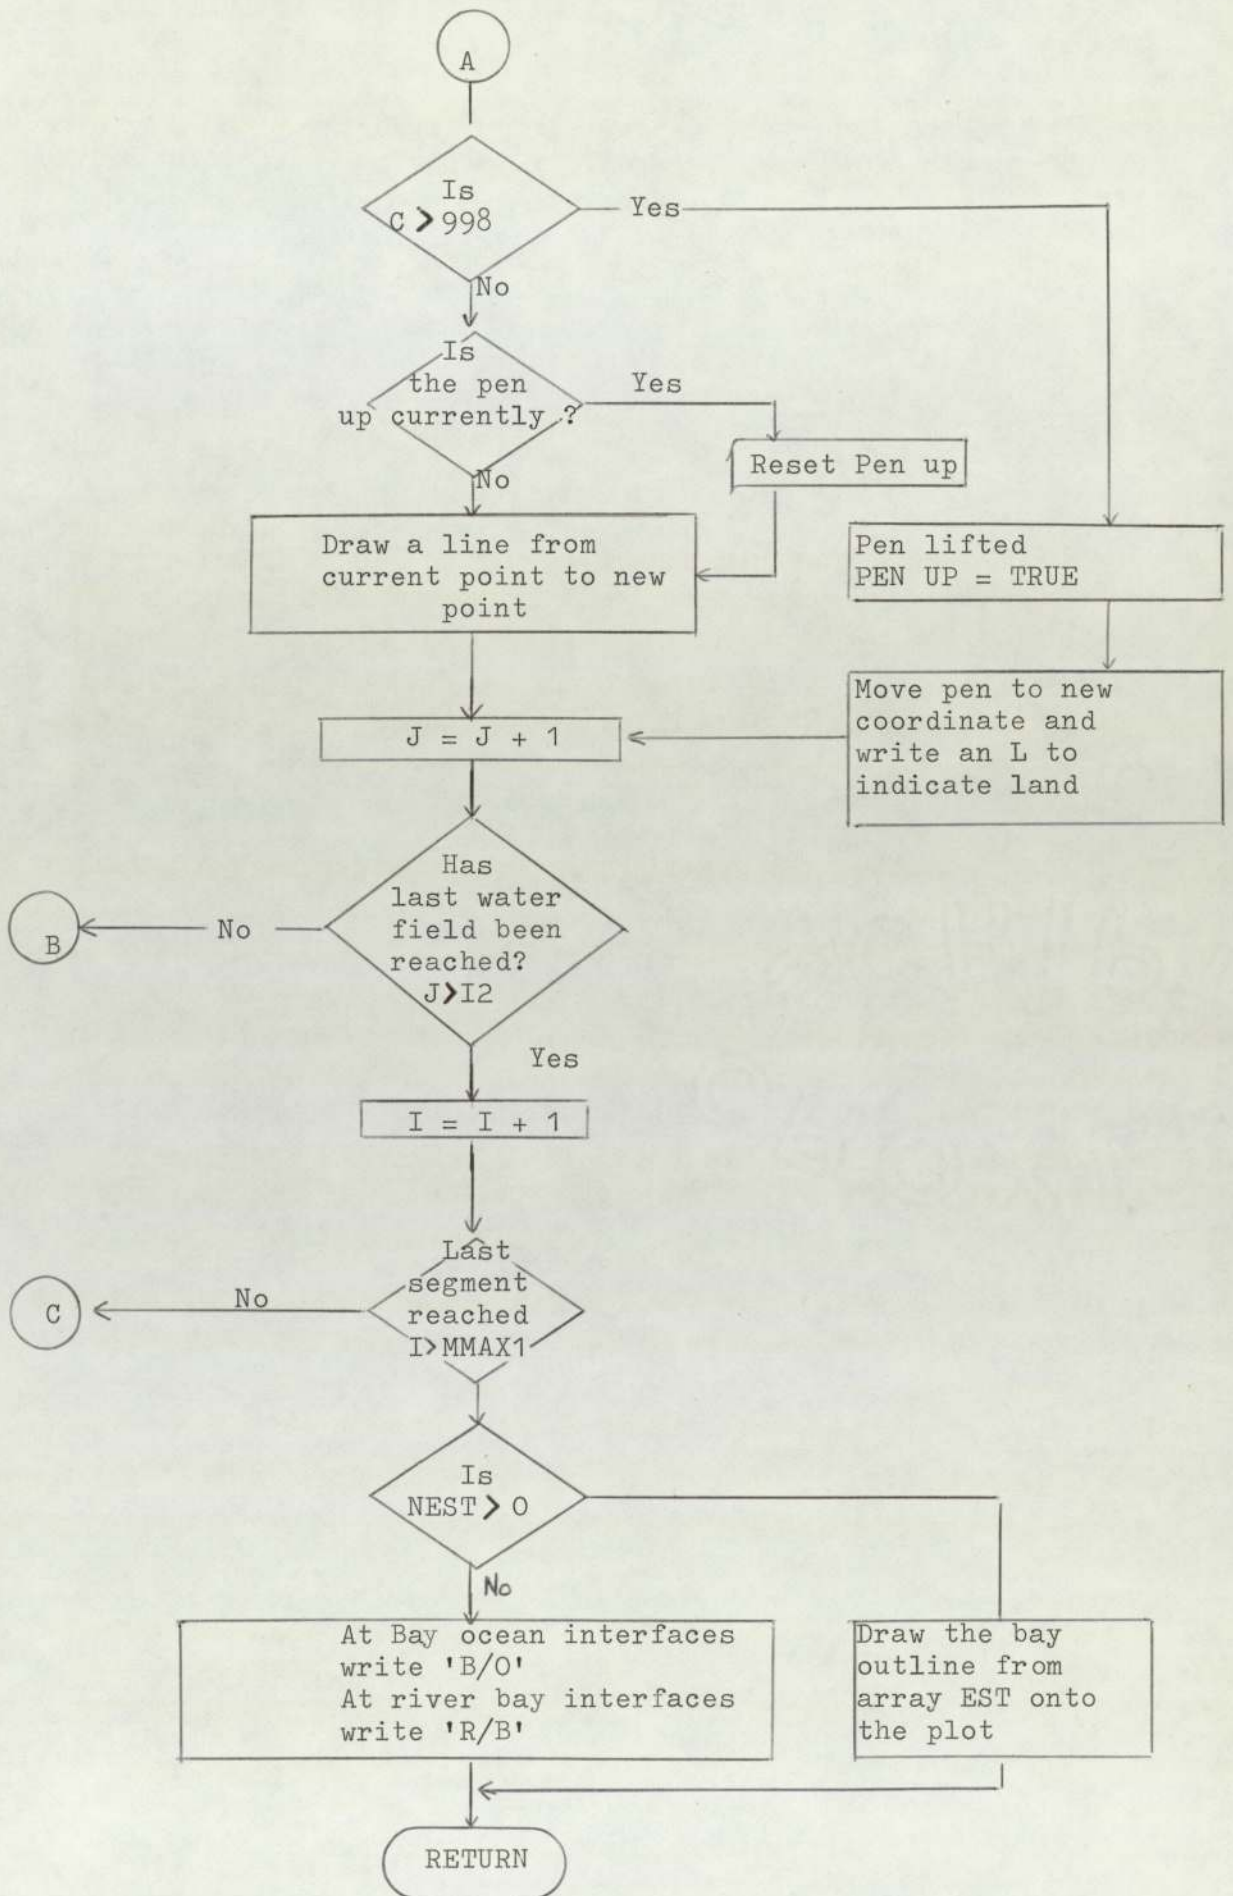 A
Is
C > 998
Yes
No
Is
the pen
up currently ?
Yes
No
Reset Pen up
Draw a line from
current point to new
point
Pen lifted
PEN UP = TRUE
Move pen to new
coordinate and
write an L to
indicate land
J = J + 1
Has
last water
field been
reached?
J>I2
No
B
Yes
I = I + 1
Last
segment
reached
I>MMAX1
No
C
Is
NEST > 0
No
At Bay ocean interfaces
write 'B/O'
At river bay interfaces
write 'R/B'
Draw the bay
outline from
array EST onto
the plot
RETURN